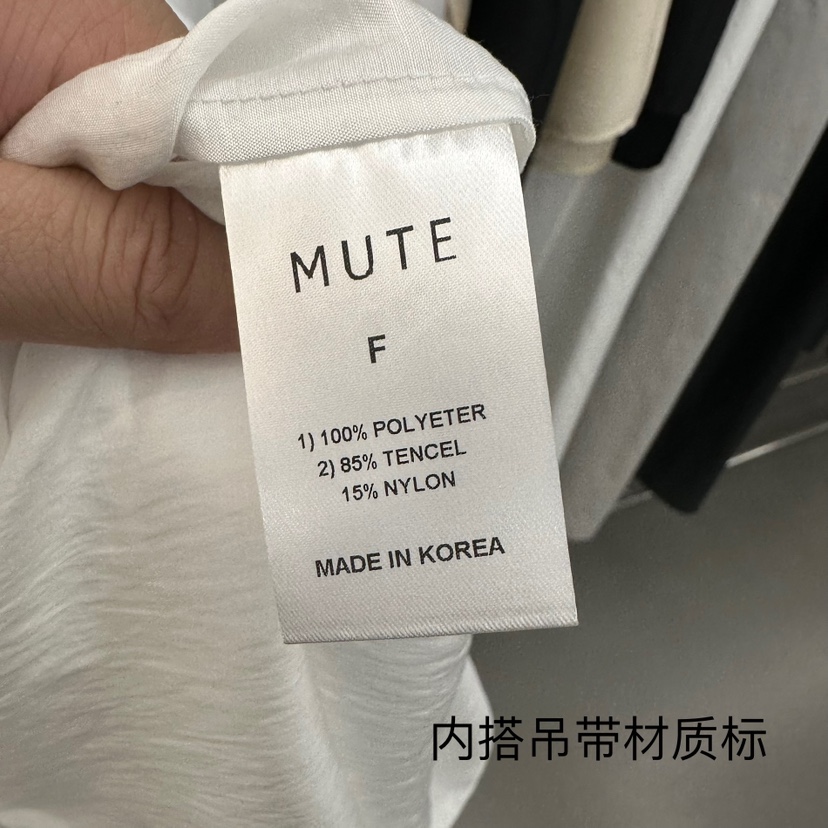 MUTE
F
1) 100% POLYETER
2) 85% TENCEL
15% NYLON
MADE IN KOREA
内搭吊带材质标